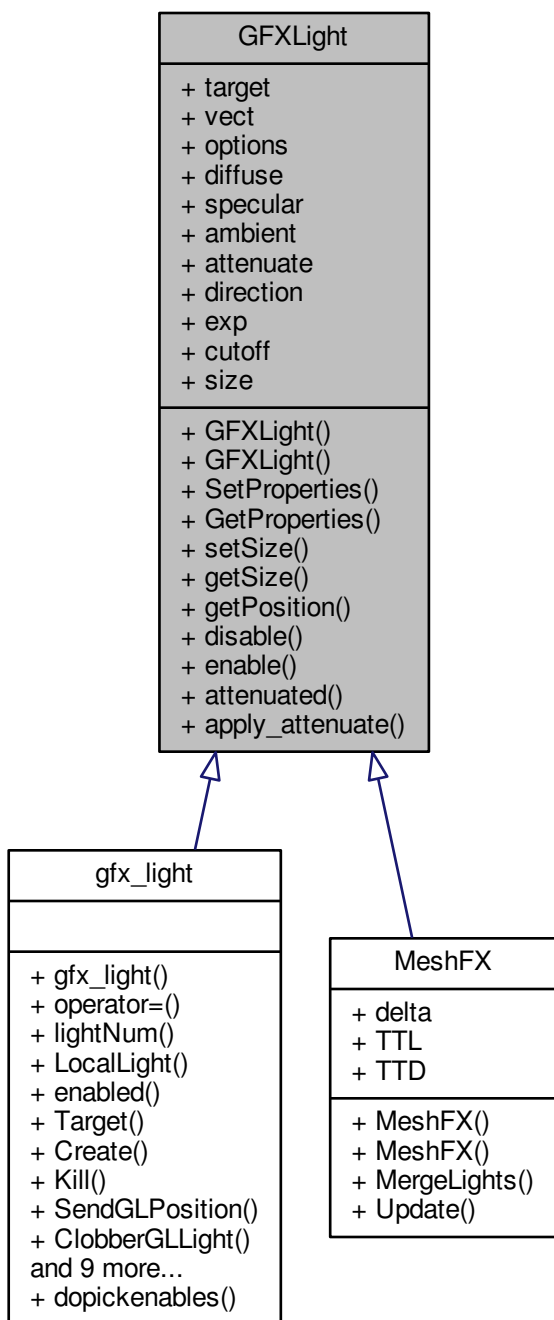 GFXLight
+ target
+ vect
+ options
+ diffuse
+ specular
+ ambient
+ attenuate
+ direction
+ exp
+ cutoff
+ size
+ GFXLight()
+ GFXLight()
+ SetProperties()
+ GetProperties()
+ setSize()
+ getSize()
+ getPosition()
+ disable()
+ enable()
+ attenuated()
+ apply_attenuate()
gfx_light
+ gfx_light()
+ operator=()
+ lightNum()
+ LocalLight()
+ enabled()
+ Target()
+ Create()
+ Kill()
+ SendGLPosition()
+ ClobberGLLight()
and 9 more...
+ dopickenables()
MeshFX
+ delta
+ TTL
+ TTD
+ MeshFX()
+ MeshFX()
+ MergeLights()
+ Update()